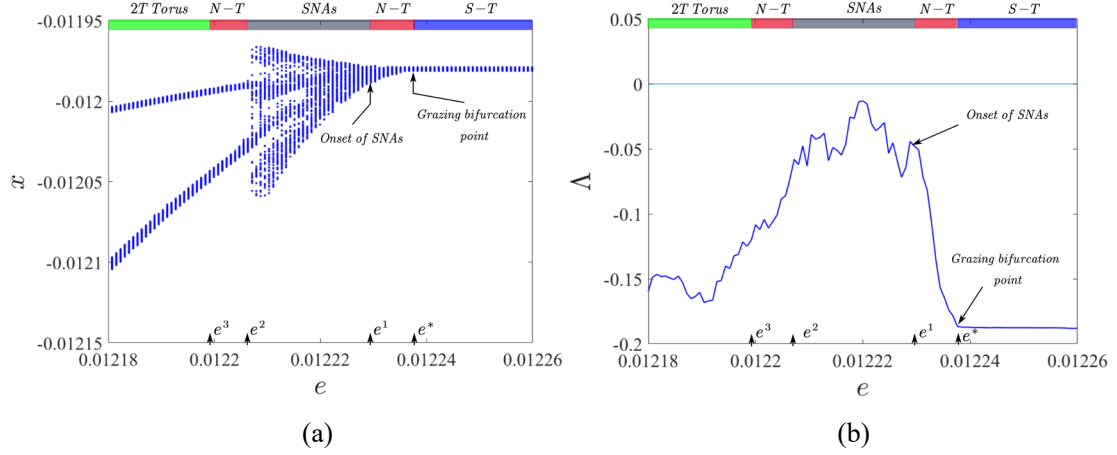 2T Torus N−T SNAs N−T S−T
-0.01195
-0.012
-0.01205
-0.0121
-0.01215
x
Onset of SNAs
Grazing bifurcation
point
e³ e² e¹ e*
0.01218 0.0122 0.01222 0.01224 0.01226
e
(a)
2T Torus N−T SNAs N−T S−T
0.05
0
-0.05
-0.1
-0.15
-0.2
Λ
Onset of SNAs
Grazing bifurcation
point
e³ e² e¹ e*
0.01218 0.0122 0.01222 0.01224 0.01226
e
(b)